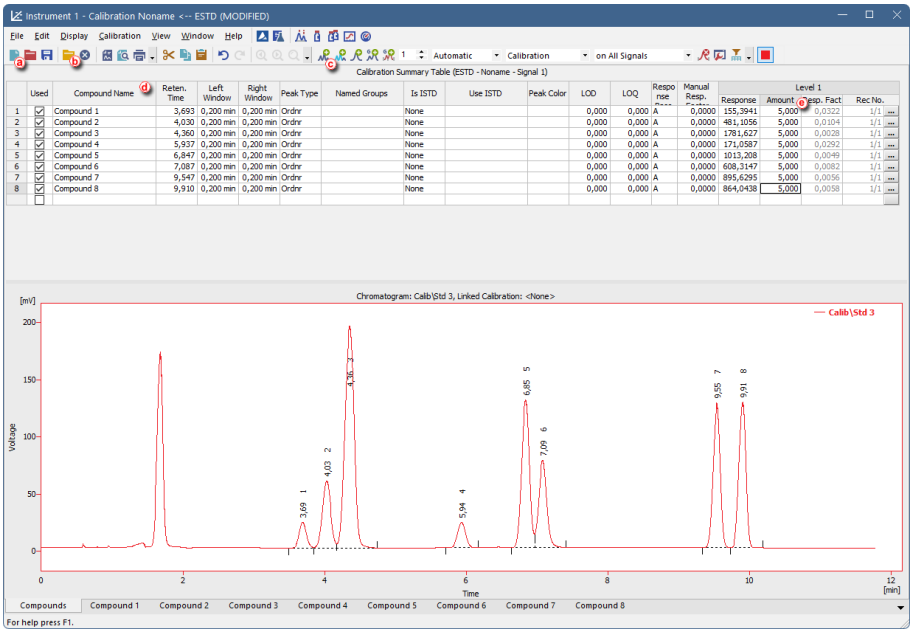 Instrument 1 - Calibration Noname <-- ESTD (MODIFIED)
File Edit Display Calibration View Window Help
1 Automatic Calibration on All Signals
a b c
Calibration Summary Table (ESTD - Noname - Signal 1)
Used Compound Name d Reten. Time Left Window Right Window Peak Type Named Groups Is ISTD Use ISTD Peak Color LOD LOQ Respo nse Manual Resp. Level 1
Response Amount e Resp. Fact Rec No.
1 Compound 1 3,693 0,200 min 0,200 min Ordnr None 0,000 0,000 A 0,0000 155,3941 5,000 0,0322 1/1 ...
2 Compound 2 4,030 0,200 min 0,200 min Ordnr None 0,000 0,000 A 0,0000 481,1056 5,000 0,0104 1/1 ...
3 Compound 3 4,360 0,200 min 0,200 min Ordnr None 0,000 0,000 A 0,0000 1781,627 5,000 0,0028 1/1 ...
4 Compound 4 5,937 0,200 min 0,200 min Ordnr None 0,000 0,000 A 0,0000 171,0587 5,000 0,0292 1/1 ...
5 Compound 5 6,847 0,200 min 0,200 min Ordnr None 0,000 0,000 A 0,0000 1013,208 5,000 0,0049 1/1 ...
6 Compound 6 7,087 0,200 min 0,200 min Ordnr None 0,000 0,000 A 0,0000 608,3147 5,000 0,0082 1/1 ...
7 Compound 7 9,547 0,200 min 0,200 min Ordnr None 0,000 0,000 A 0,0000 895,6295 5,000 0,0056 1/1 ...
8 Compound 8 9,910 0,200 min 0,200 min Ordnr None 0,000 0,000 A 0,0000 864,0438 5,000 0,0058 1/1 ...
Chromatogram: Calib\Std 3, Linked Calibration: <None>
[mV]
Calib\Std 3
200
150
100
50
0
Voltage
3,69 1
4,03 2
4,36 3
5,94 4
6,85 5
7,09 6
9,55 7
9,91 8
0 2 4 6 8 10 12
Time
[min]
Compounds Compound 1 Compound 2 Compound 3 Compound 4 Compound 5 Compound 6 Compound 7 Compound 8
For help press F1.